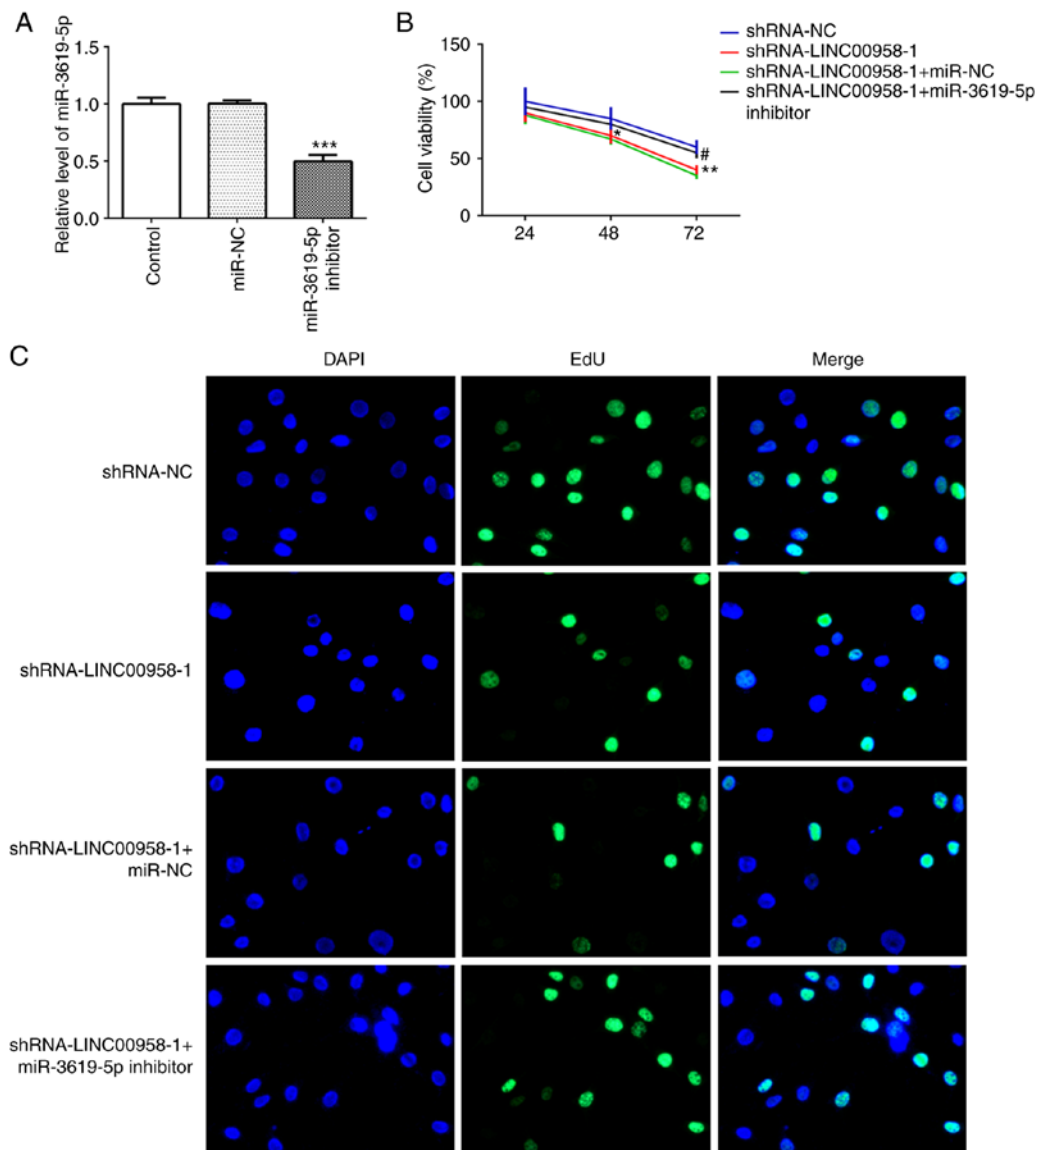 A
Relative level of miR-3619-5p
1.5
1.0
0.5
0.0
***
Control
miR-NC
miR-3619-5p
inhibitor
B
Cell viability (%)
150
100
50
0
24
48
72
*
#
**
shRNA-NC
shRNA-LINC00958-1
shRNA-LINC00958-1+miR-NC
shRNA-LINC00958-1+miR-3619-5p
inhibitor
C
DAPI
EdU
Merge
shRNA-NC
shRNA-LINC00958-1
shRNA-LINC00958-1+
miR-NC
shRNA-LINC00958-1+
miR-3619-5p inhibitor